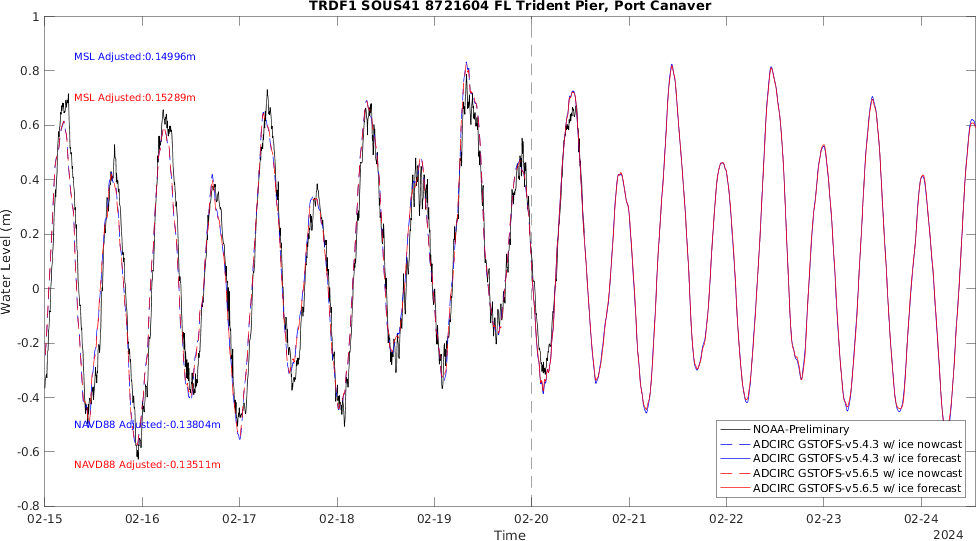 TRDF1 SOUS41 8721604 FL Trident Pier, Port Canaver
1
0.8
0.6
0.4
0.2
0
-0.2
-0.4
-0.6
-0.8
Water Level (m)
MSL Adjusted:0.14996m
MSL Adjusted:0.15289m
NAVD88 Adjusted:-0.13804m
NAVD88 Adjusted:-0.13511m
NOAA-Preliminary
ADCIRC GSTOFS-v5.4.3 w/ ice nowcast
ADCIRC GSTOFS-v5.4.3 w/ ice forecast
ADCIRC GSTOFS-v5.6.5 w/ ice nowcast
ADCIRC GSTOFS-v5.6.5 w/ ice forecast
02-15 02-16 02-17 02-18 02-19 02-20 02-21 02-22 02-23 02-24
Time
2024